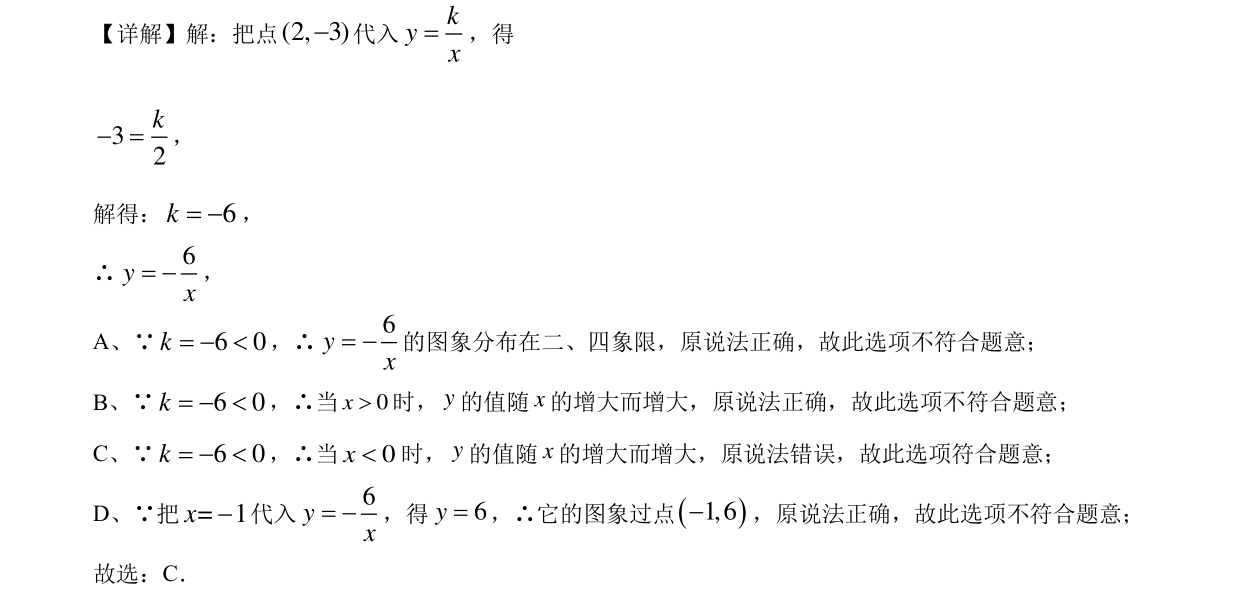 【详解】解：把点(2,−3)代入 y = k/x，得
−3 = k/2，
解得：k = −6，
∴ y = −6/x，
A、∵ k = −6 < 0，∴ y = −6/x 的图象分布在二、四象限，原说法正确，故此选项不符合题意；
B、∵ k = −6 < 0，∴当 x > 0 时，y 的值随 x 的增大而增大，原说法正确，故此选项不符合题意；
C、∵ k = −6 < 0，∴当 x < 0 时，y 的值随 x 的增大而增大，原说法错误，故此选项符合题意；
D、∵把 x= −1代入 y = −6/x，得 y = 6，∴它的图象过点(−1,6)，原说法正确，故此选项不符合题意；
故选：C．